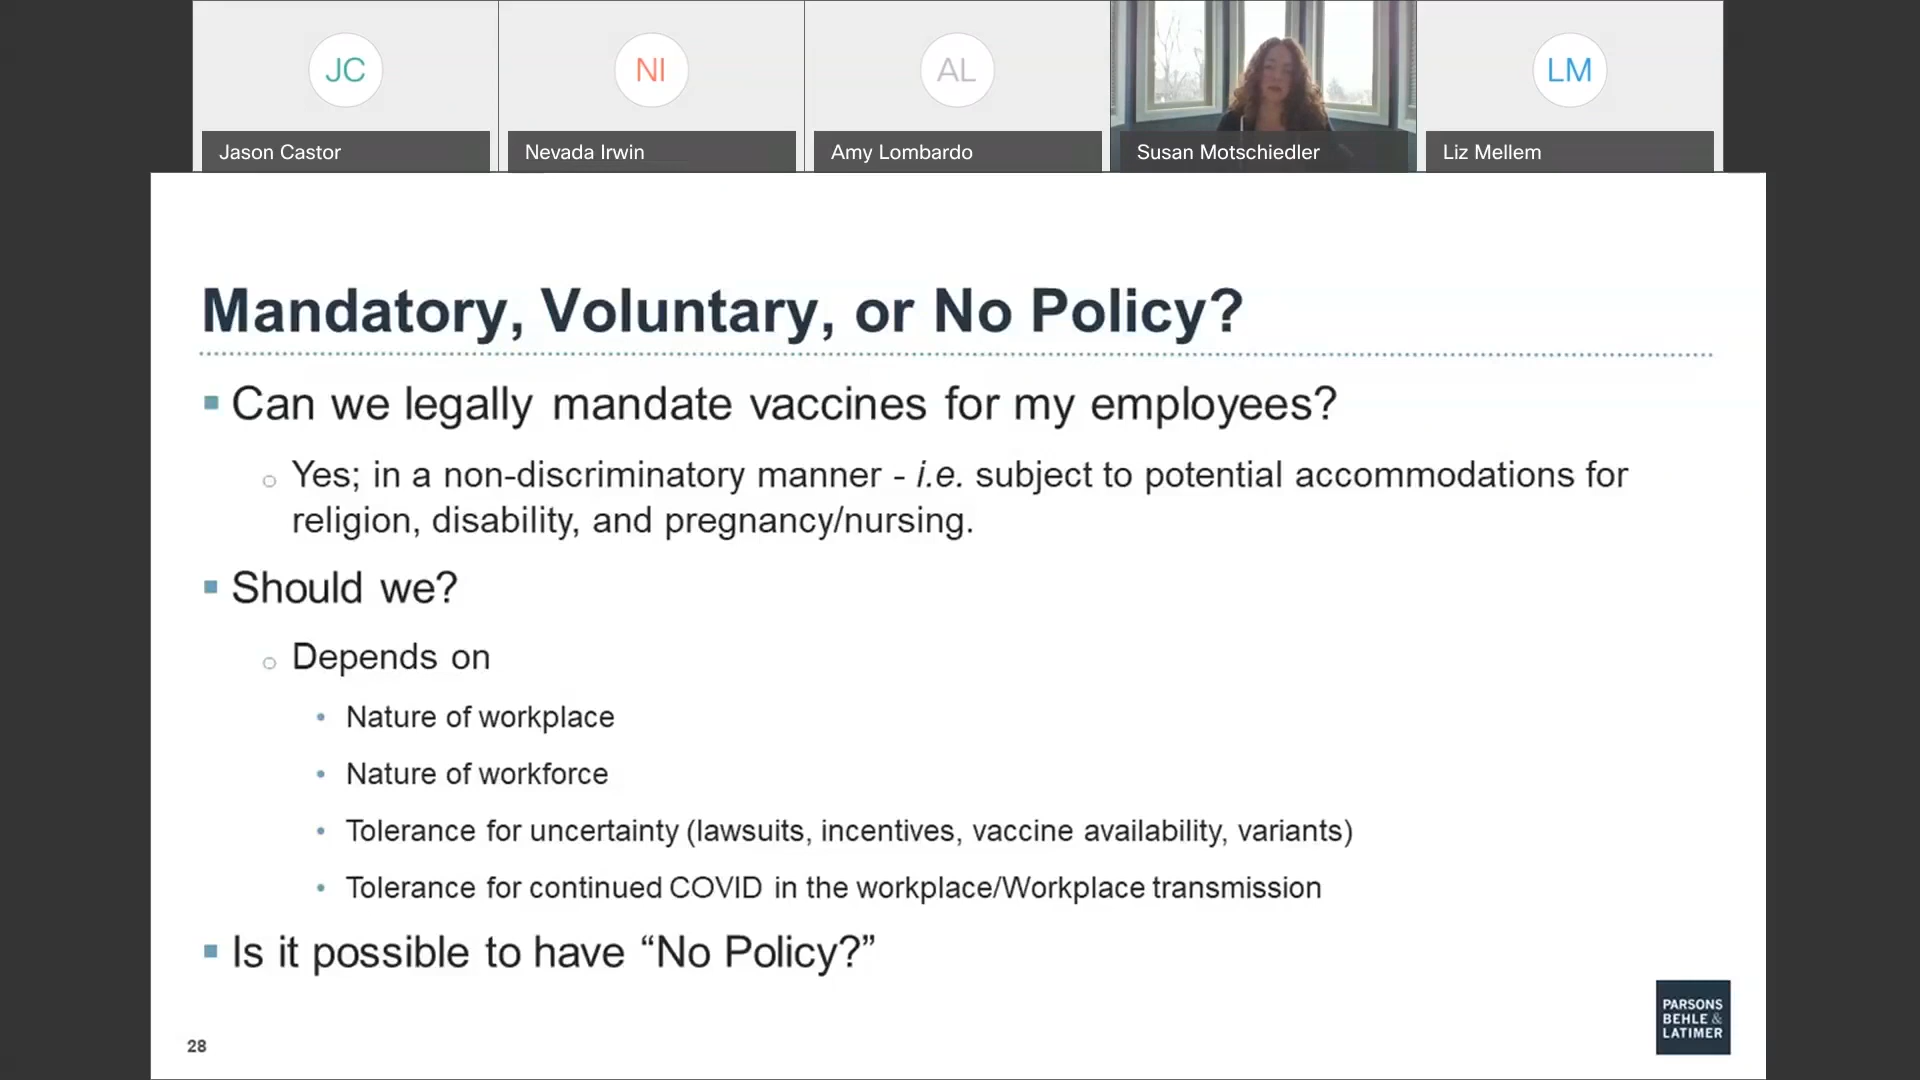 JC
NI
AL
LM
Jason Castor
Nevada Irwin
Amy Lombardo
Susan Motschiedler
Liz Mellem
Mandatory, Voluntary, or No Policy?
Can we legally mandate vaccines for my employees?
Yes; in a non-discriminatory manner - i.e. subject to potential accommodations for
religion, disability, and pregnancy/nursing.
Should we?
Depends on
Nature of workplace
Nature of workforce
Tolerance for uncertainty (lawsuits, incentives, vaccine availability, variants)
Tolerance for continued COVID in the workplace/Workplace transmission
Is it possible to have “No Policy?”
PARSONS
BEHLE &
LATIMER
28